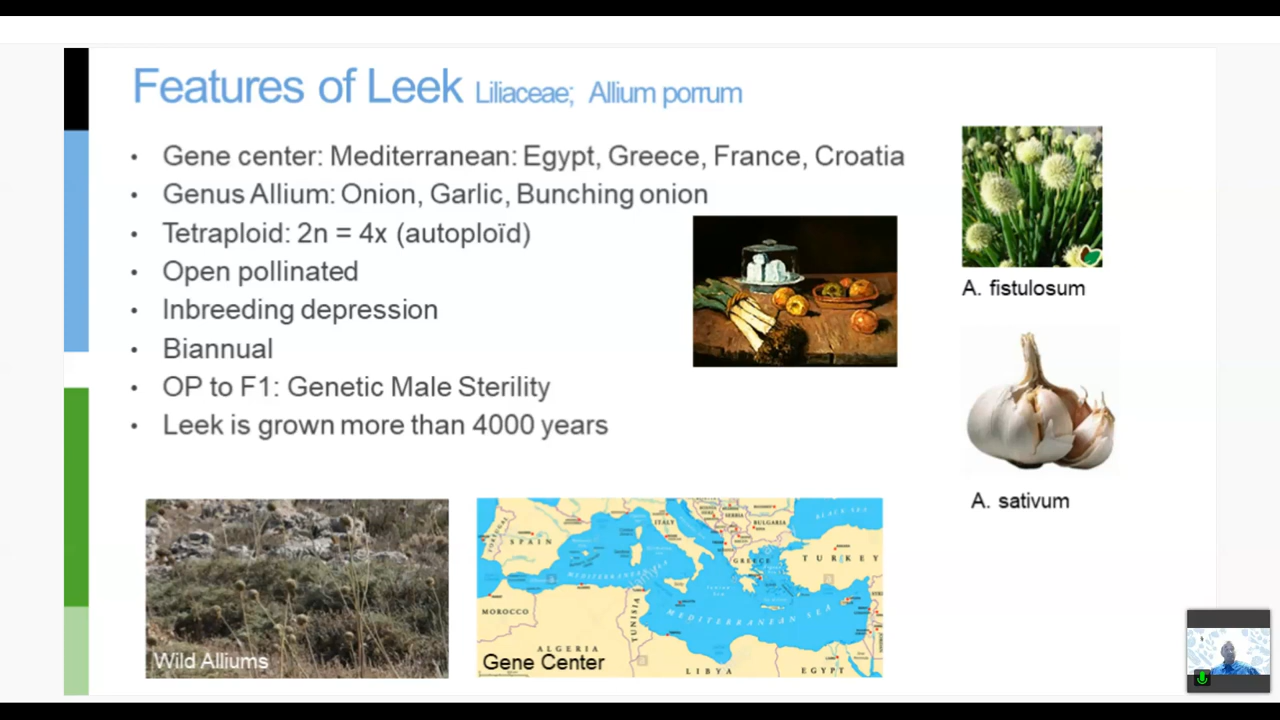 Features of Leek Liliaceae; Allium porrum
• Gene center: Mediterranean: Egypt, Greece, France, Croatia
• Genus Allium: Onion, Garlic, Bunching onion
• Tetraploid: 2n = 4x (autoploïd)
• Open pollinated
• Inbreeding depression
• Biannual
• OP to F1: Genetic Male Sterility
• Leek is grown more than 4000 years
A. fistulosum
A. sativum
Wild Alliums
PORTUGAL
SPAIN
ITALY
SERBIA
BULGARIA
BLACK SEA
GREECE
TURKEY
MEDITERRANEAN SEA
MOROCCO
TUNISIA
ALGERIA
LIBYA
EGYPT
Gene Center